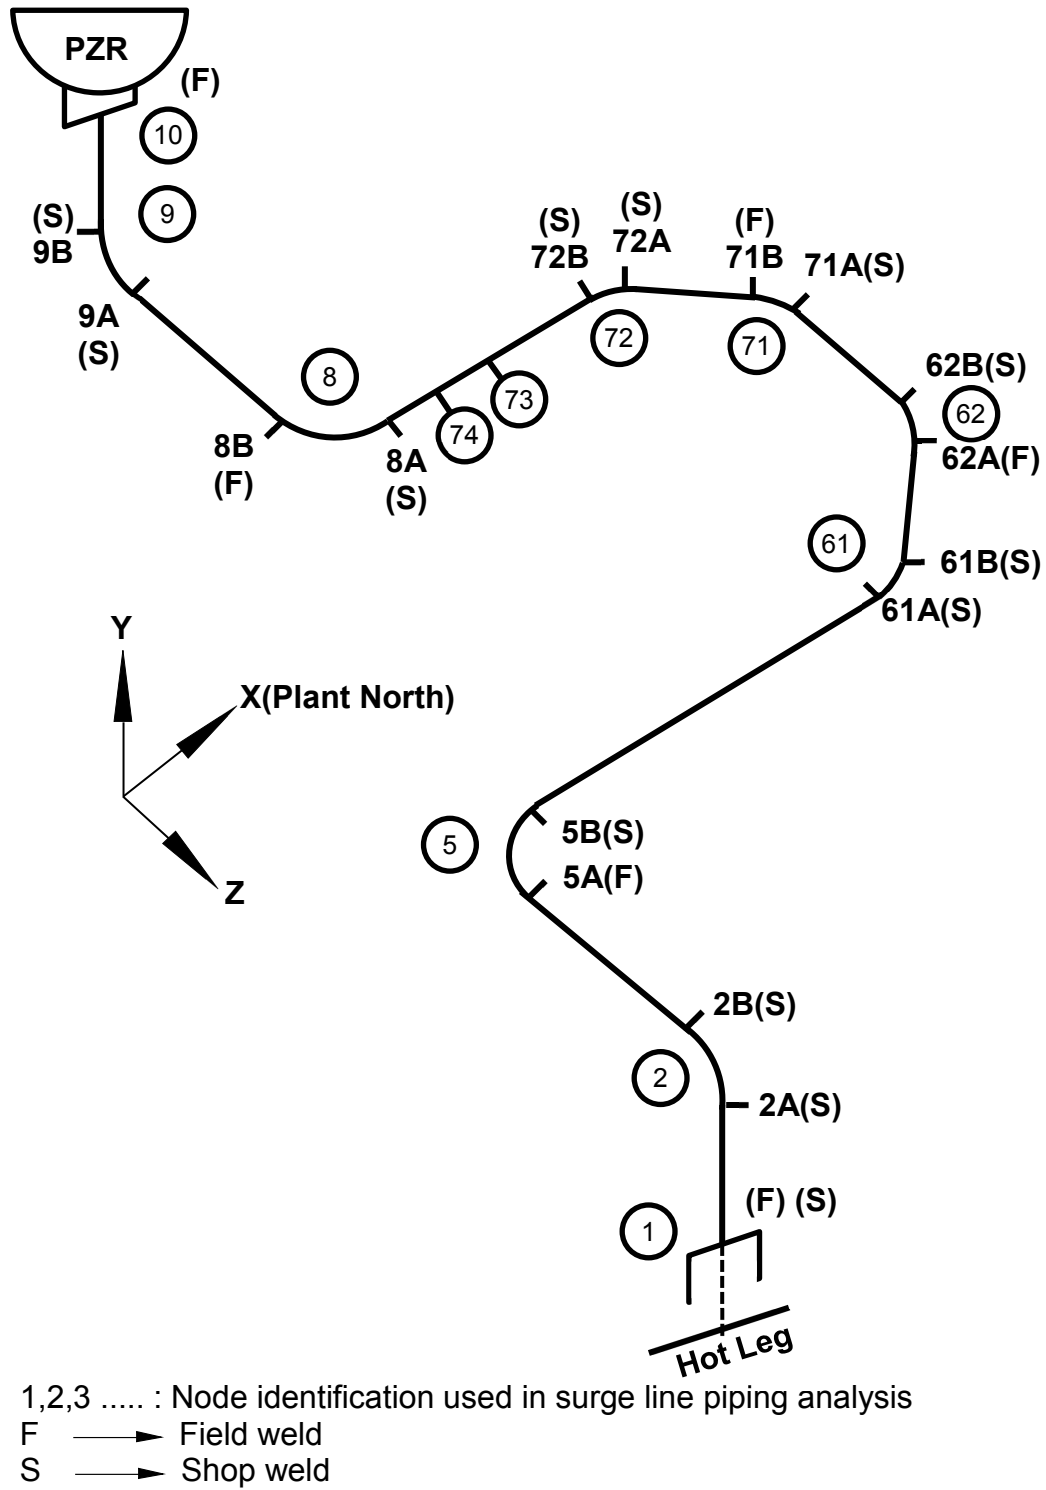 PZR
(F)
10
9
(S)
9B
9A
(S)
8
8B
(F)
8A
(S)
74
73
(S)
72B
(S)
72A
72
(F)
71B
71A(S)
71
62B(S)
62
62A(F)
61
61B(S)
61A(S)
Y
X(Plant North)
Z
5
5B(S)
5A(F)
2B(S)
2
2A(S)
(F) (S)
1
Hot Leg
1,2,3 ..... : Node identification used in surge line piping analysis
F Field weld
S Shop weld